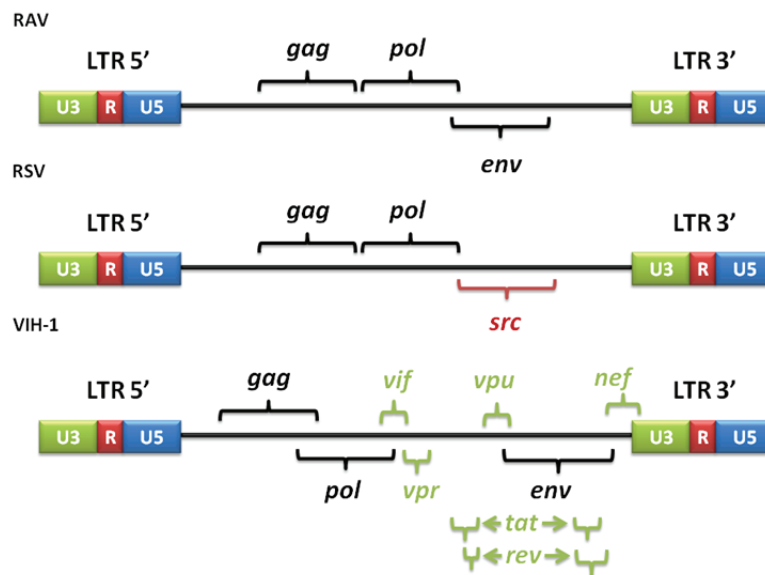 RAV
LTR 5’ gag pol LTR 3’
U3 R U5 U3 R U5
env
RSV
LTR 5’ gag pol LTR 3’
U3 R U5 U3 R U5
src
VIH-1
LTR 5’ gag vif vpu nef LTR 3’
U3 R U5 U3 R U5
pol vpr env
tat
rev